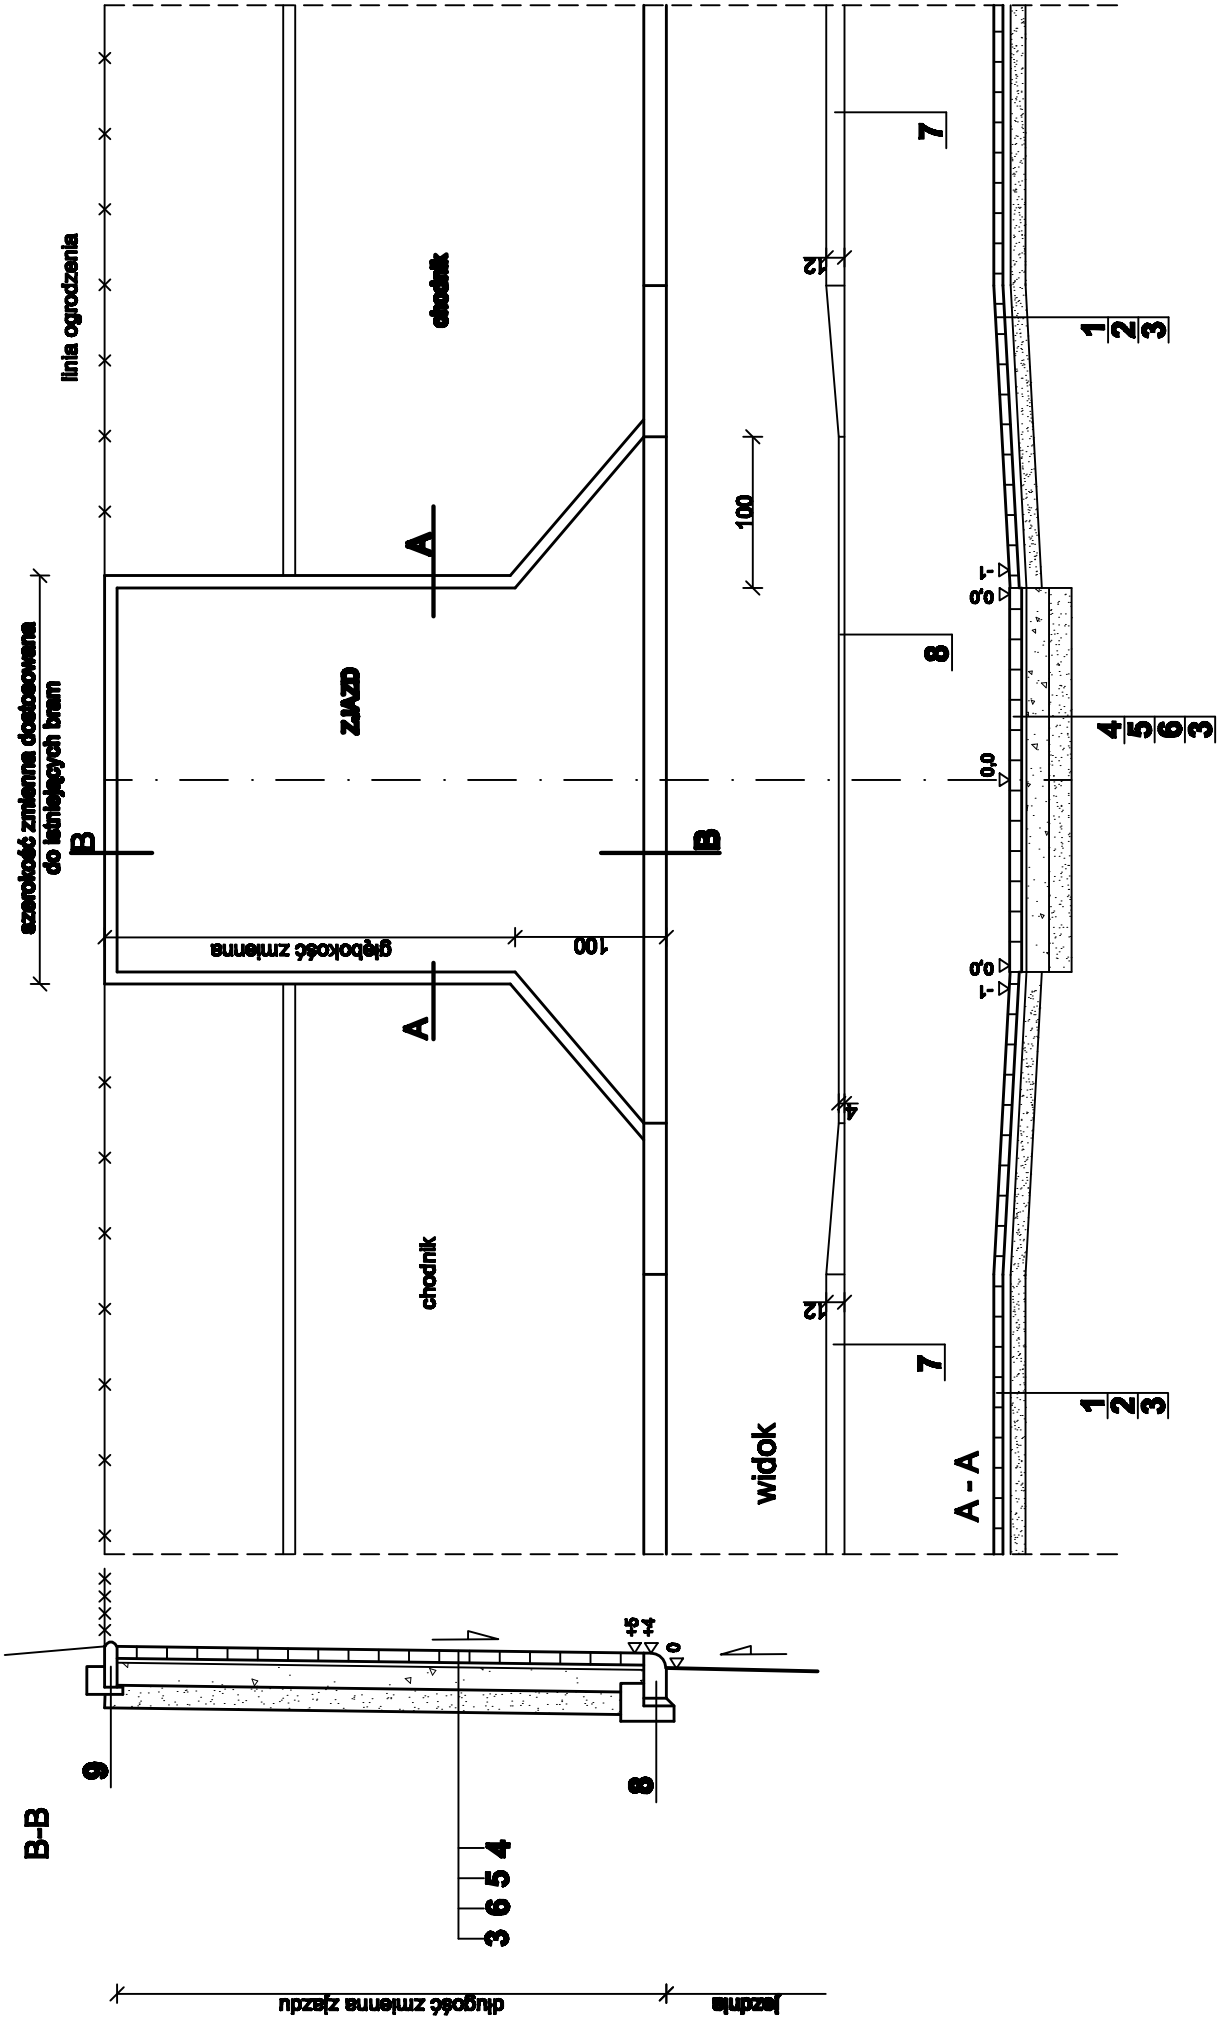 linia ogrodzenia
szerokość zmienna dostosowana
do istniejących bram
chodnik
ZJAZD
chodnik
A
A
B
B
głębokość zmienna
100
100
widok
12
12
4
7
7
8
A - A
-1
0,0
0,0
0,0
-1
1
2
3
4
5
6
3
1
2
3
B-B
9
8
+5
+4
0
3 6 5 4
długość zmienna zjazdu
jezdnia